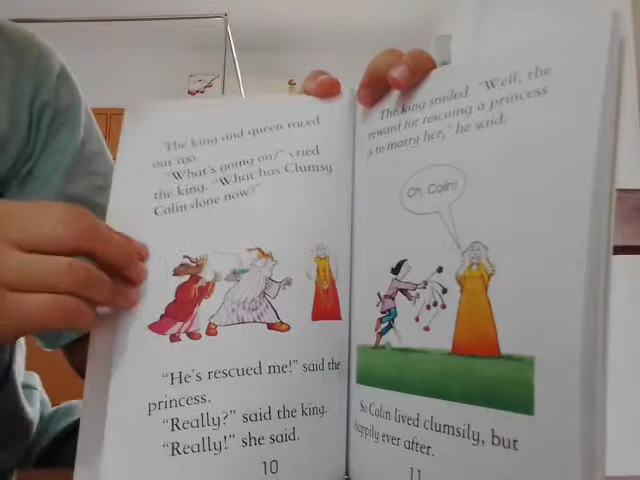 The king and queen raced
out too.
"What's going on?" cried
the king. "What has Clumsy
Colin done now?"
"He's rescued me!" said the
princess.
"Really?" said the king.
"Really!" she said.
10
The king smiled. "Well, the
reward for rescuing a princess
is to marry her," he said.
Oh, Colin!
So Colin lived clumsily, but
happily ever after.
11